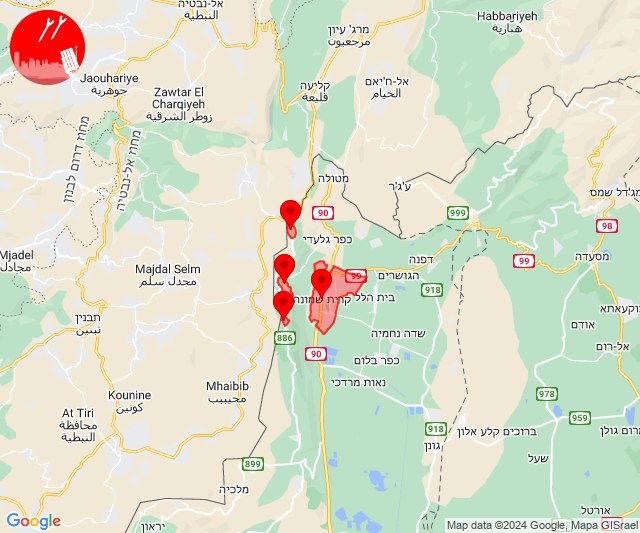 אל-נבטיה
النبطية
מרג' עיון
مرجعيون
Habbariyeh
هبارية
Jaouhariye
جوهرية
Zawtar El
Charqiyeh
زوطر الشرقية
קליעה
قليعة
אל-ח'יאם
الخيام
מחוז אל-נבטיה
מחוז דרום לבנון
מטולה
ע'ג'ר
מג'דל שמס
90
999
98
כפר גלעדי
Mjadel
مجادل
Majdal Selm
مجدل سلم
דפנה
99
99
מסעדה
הגושרים
918
קרית שמונה
בית הלל
תבנין
تبنين
שדה נחמיה
אודם
בוקעאתא
886
90
כפר בלום
אל-רום
Mhaibib
محيبيب
נאות מרדכי
Kounine
كونين
978
At Tiri
محافظة
النبطية
918
ברוכים קלע אלון
959
מרום גולן
גונן
899
שעל
מלכיה
יראון
אורטל
Google
Map data ©2024 Google, Mapa GISrael